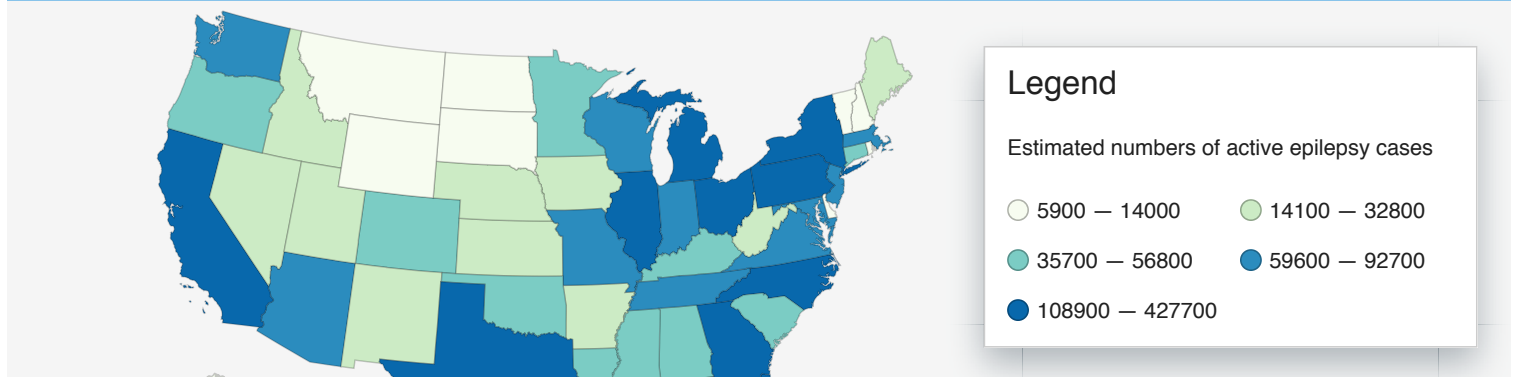 Legend
Estimated numbers of active epilepsy cases
5900 — 14000
14100 — 32800
35700 — 56800
59600 — 92700
108900 — 427700